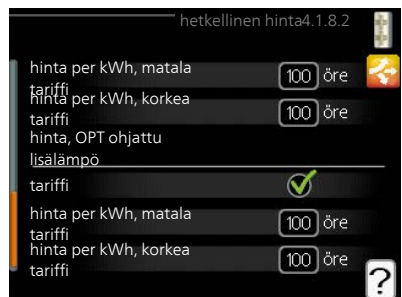 hetkellinen hinta4.1.8.2
hinta per kWh, matala
tariffi
100 öre
hinta per kWh, korkea
tariffi
100 öre
hinta, OPT ohjattu
lisälämpö
tariffi
hinta per kWh, matala
tariffi
100 öre
hinta per kWh, korkea
tariffi
100 öre
?